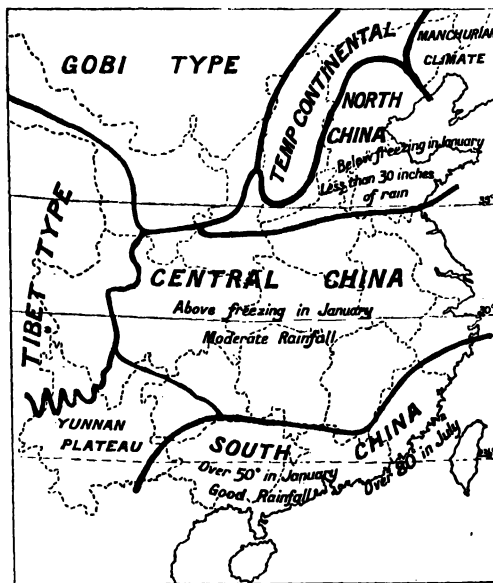 GOBI TYPE
TEMP CONTINENTAL
MANCHURIAN
CLIMATE
NORTH
CHINA
Below freezing in January
Less than 30 inches
of rain
35°
TIBET TYPE
CENTRAL CHINA
Above freezing in January
Moderate Rainfall
30°
YUNNAN
PLATEAU
SOUTH CHINA
Over 50° in January
Good Rainfall
Over 80° in July